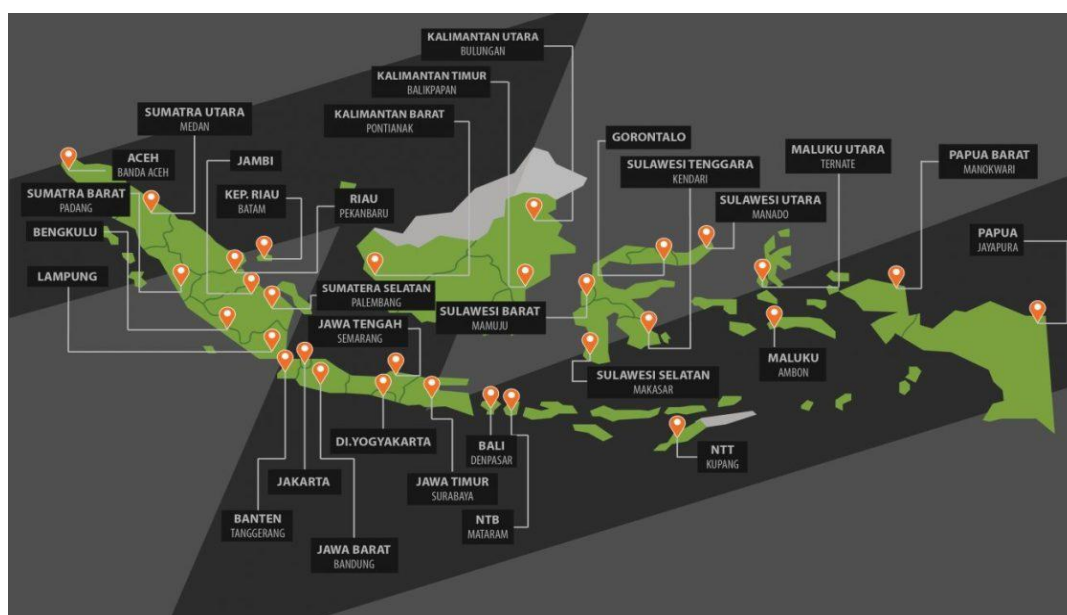 KALIMANTAN UTARA
BULUNGAN
KALIMANTAN TIMUR
BALIKPAPAN
SUMATRA UTARA
MEDAN
KALIMANTAN BARAT
PONTIANAK
GORONTALO
MALUKU UTARA
TERNATE
ACEH
BANDA ACEH
JAMBI
SULAWESI TENGGARA
KENDARI
PAPUA BARAT
MANOKWARI
SUMATRA BARAT
PADANG
KEP. RIAU
BATAM
RIAU
PEKANBARU
SULAWESI UTARA
MANADO
BENGKULU
PAPUA
JAYAPURA
LAMPUNG
SUMATERA SELATAN
PALEMBANG
SULAWESI BARAT
MAMUJU
JAWA TENGAH
SEMARANG
MALUKU
AMBON
SULAWESI SELATAN
MAKASAR
DI.YOGYAKARTA
BALI
DENPASAR
NTT
KUPANG
JAKARTA
JAWA TIMUR
SURABAYA
BANTEN
TANGGERANG
NTB
MATARAM
JAWA BARAT
BANDUNG